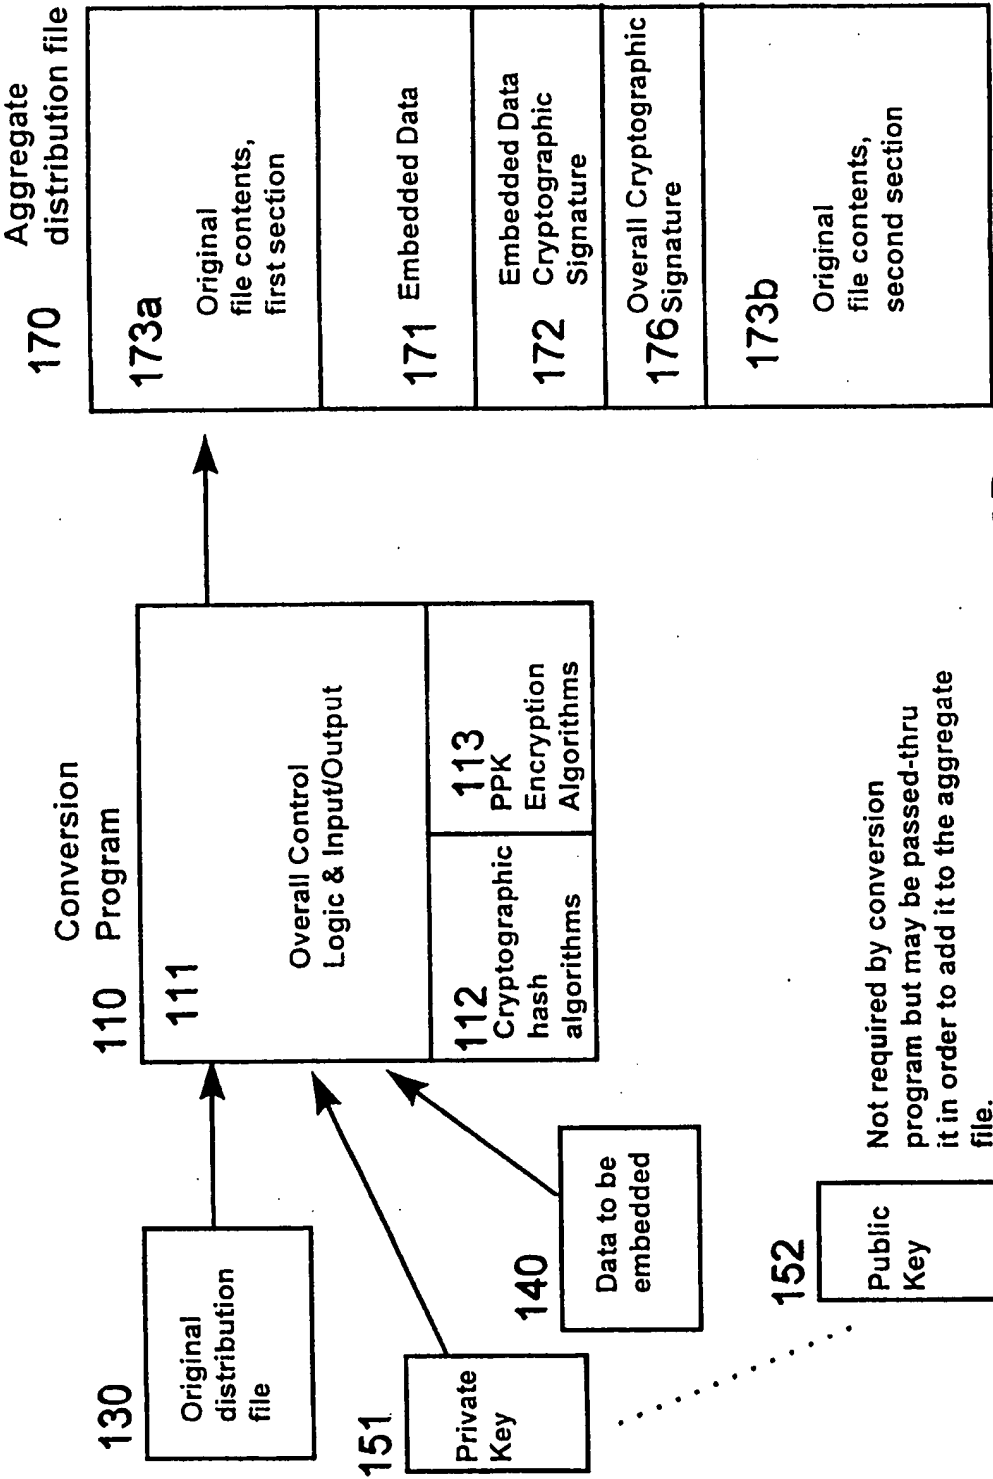 130
Original
distribution
file
151
Private
Key
140
Data to be
embedded
152
Public
Key
Not required by conversion
program but may be passed-thru
it in order to add it to the aggregate
file.
Conversion
110 Program
111
Overall Control
Logic & Input/Output
112
Cryptographic
hash
algorithms
113
PPK
Encryption
Algorithms
Aggregate
170 distribution file
173a
Original
file contents,
first section
171 Embedded Data
Embedded Data
172 Cryptographic
Signature
Overall Cryptographic
176 Signature
173b
Original
file contents,
second section